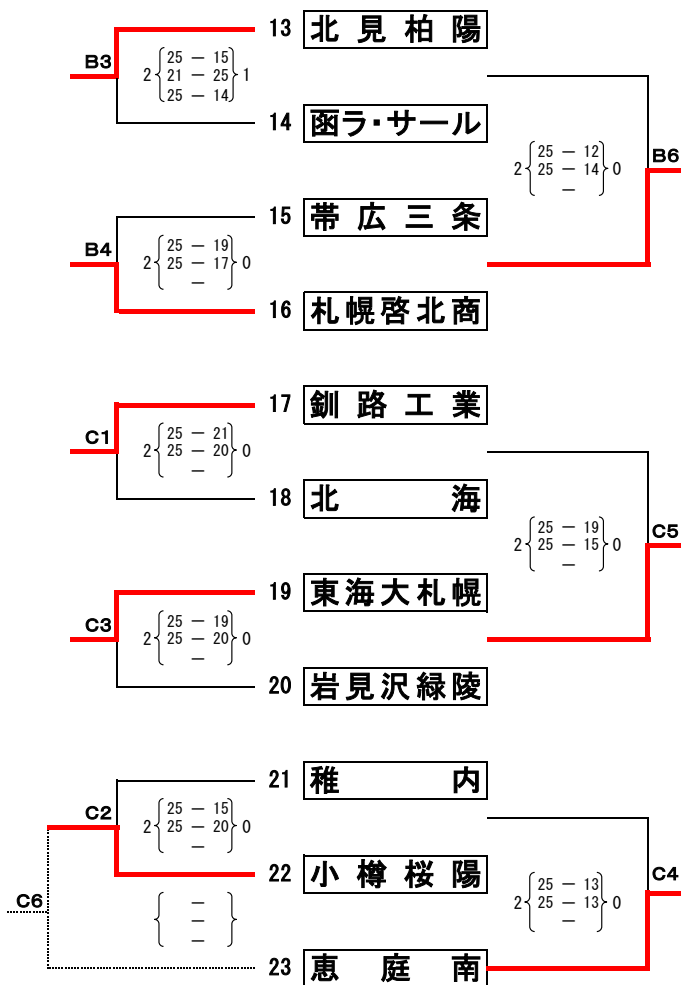 13 北見柏陽
B3
25 － 15
2 21 － 25 1
25 － 14
14 函ラ・サール
25 － 12
B6
2 25 － 14 0
－
15 帯広三条
B4
25 － 19
2 25 － 17 0
－
16 札幌啓北商
17 釧路工業
C1
25 － 21
2 25 － 20 0
－
18 北海
25 － 19
C5
2 25 － 15 0
－
19 東海大札幌
C3
25 － 19
2 25 － 20 0
－
20 岩見沢緑陵
21 稚内
C2
25 － 15
2 25 － 20 0
－
22 小樽桜陽
C4
25 － 13
2 25 － 13 0
－
C6
－
－
－
23 恵庭南